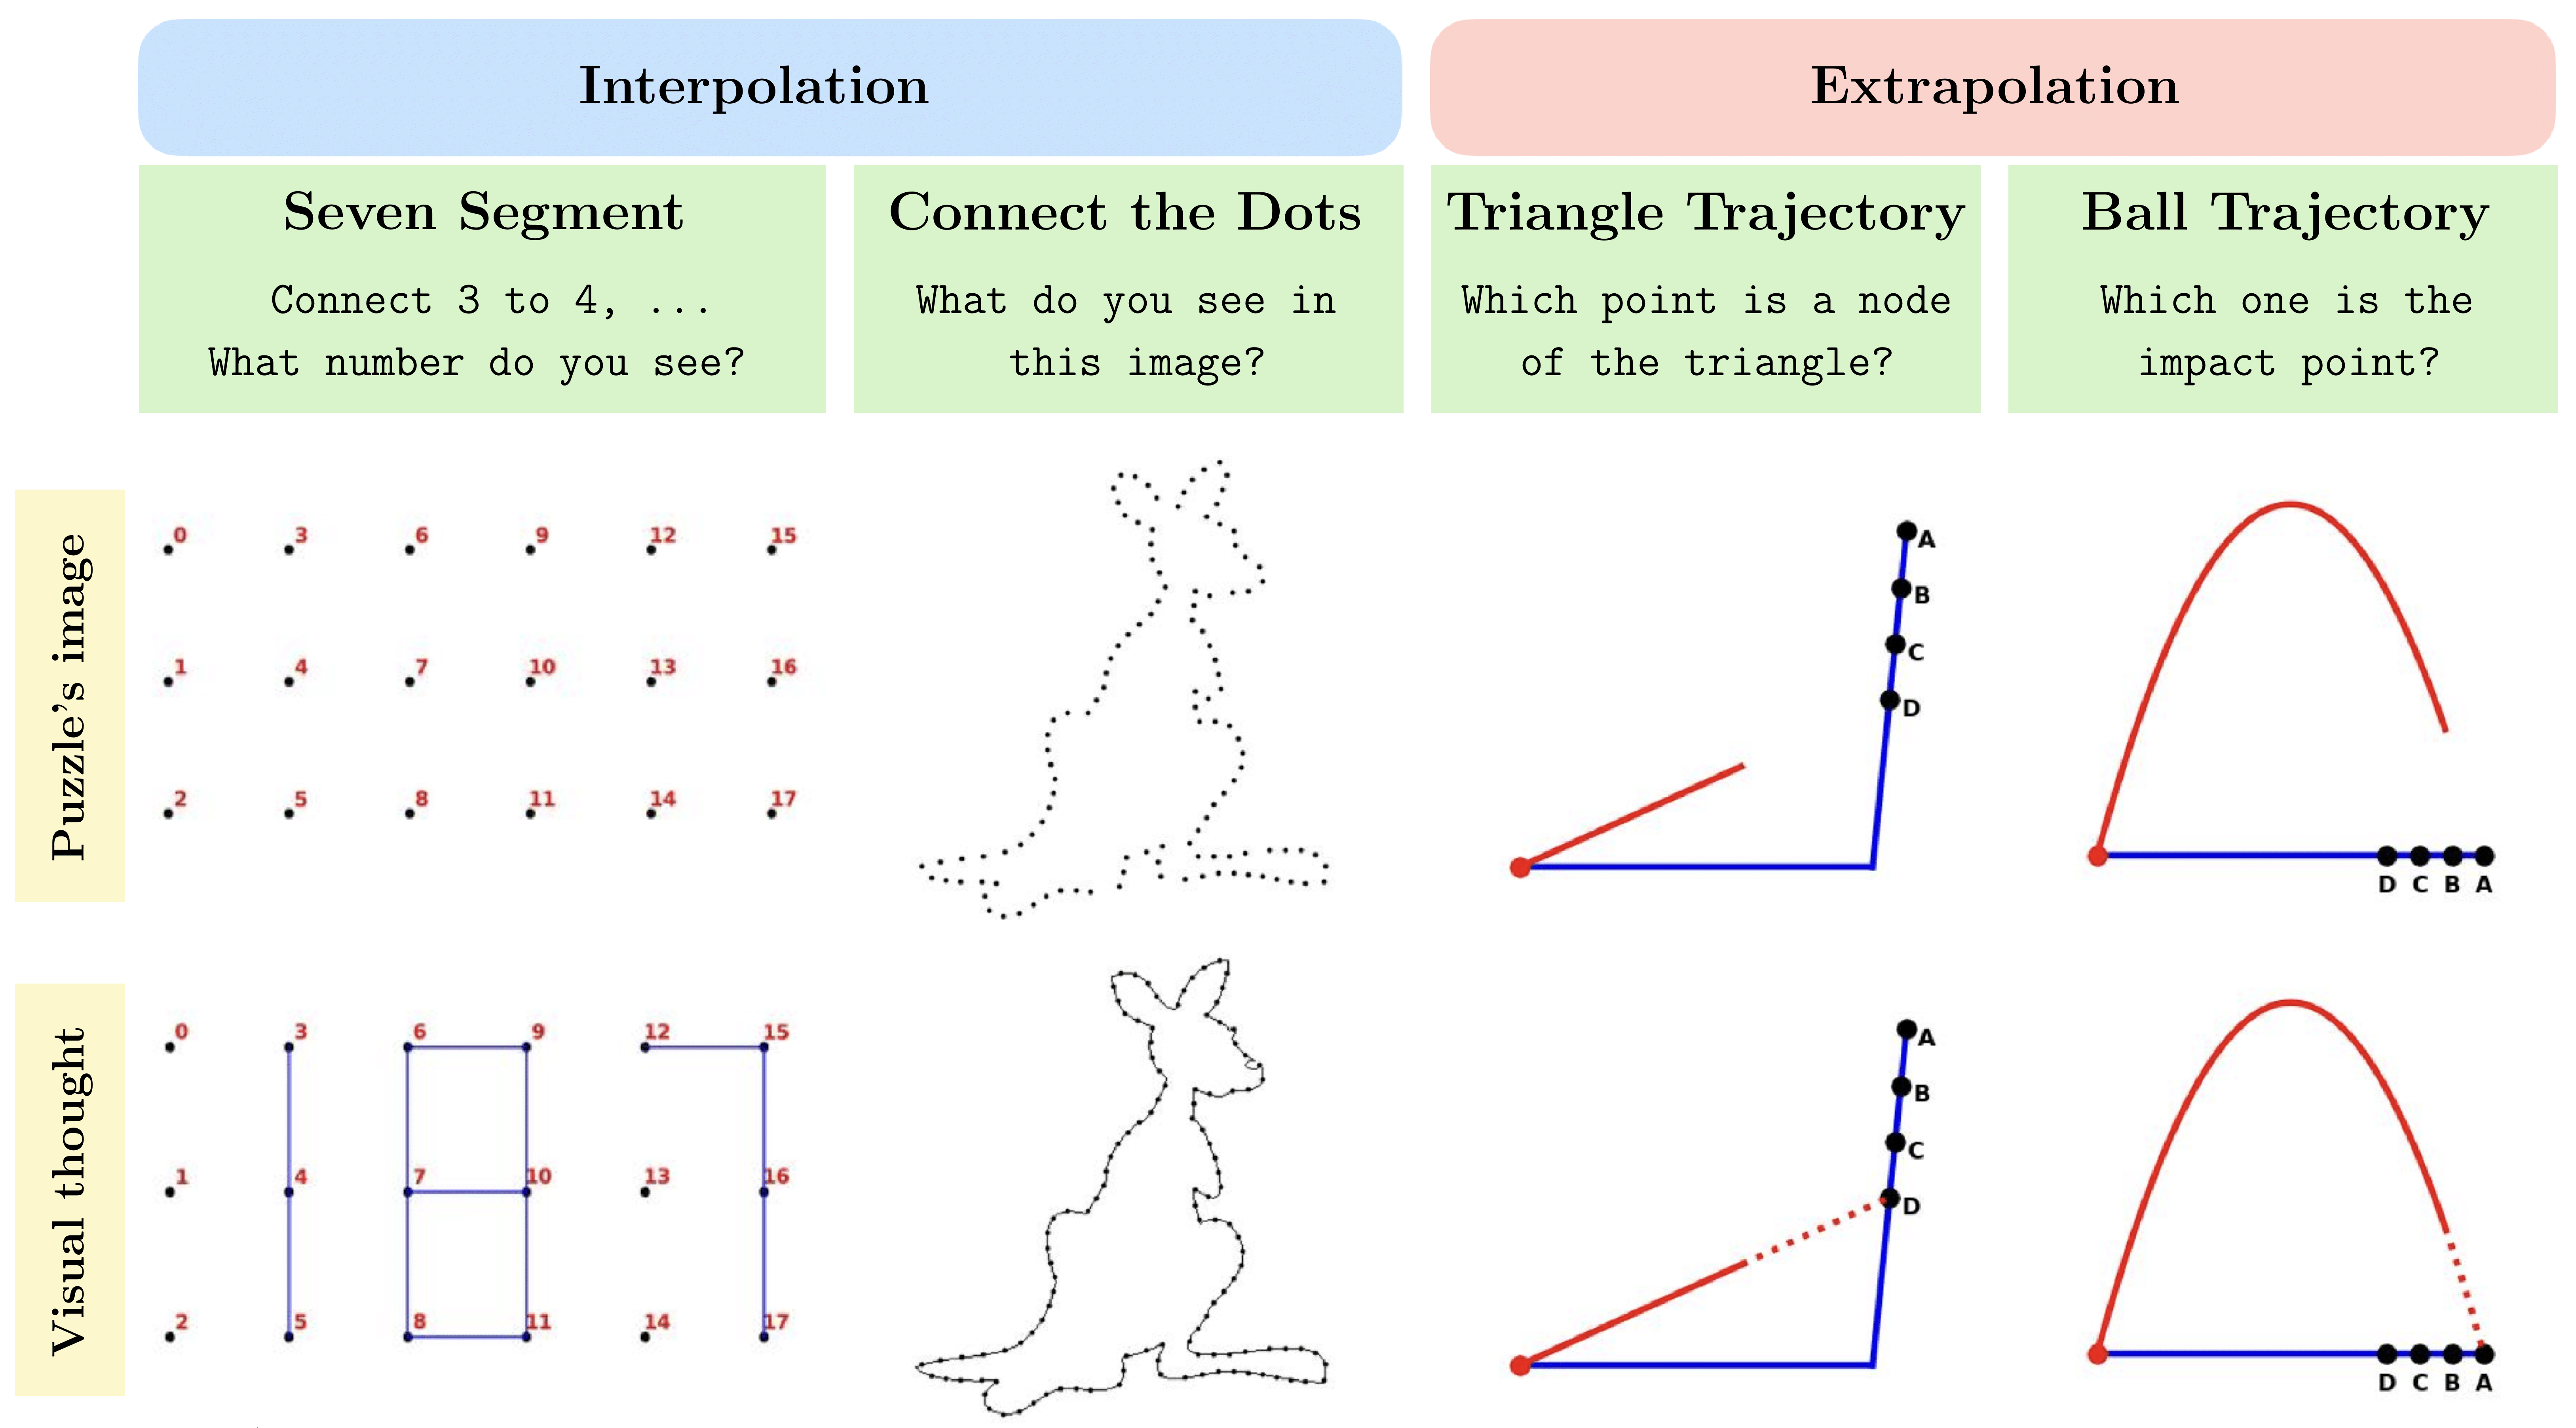 Interpolation
Extrapolation
Seven Segment
Connect 3 to 4, ...
What number do you see?
Connect the Dots
What do you see in
this image?
Triangle Trajectory
Which point is a node
of the triangle?
Ball Trajectory
Which one is the
impact point?
Puzzle's image
0 3 6 9 12 15
1 4 7 10 13 16
2 5 8 11 14 17
A
B
C
D
D C B A
Visual thought
0 3 6 9 12 15
1 4 7 10 13 16
2 5 8 11 14 17
A
B
C
D
D C B A